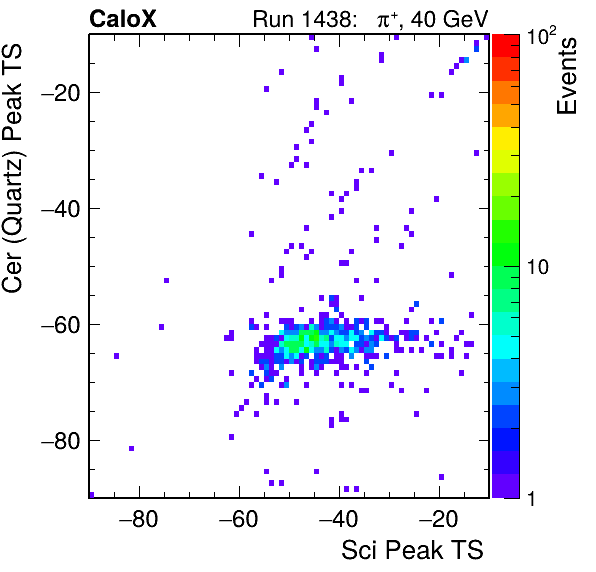 CaloX Run 1438: π⁺, 40 GeV
Cer (Quartz) Peak TS
−20
−40
−60
−80
−80 −60 −40 −20
Sci Peak TS
10²
10
1
Events